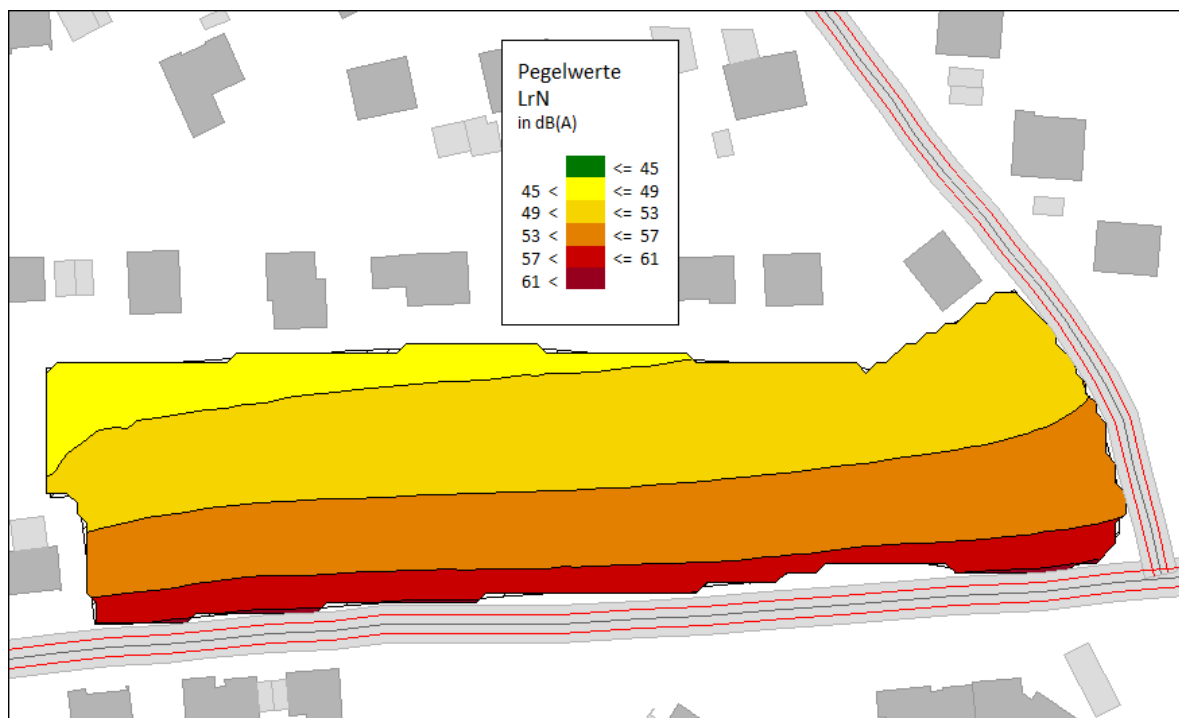 Pegelwerte
LrN
in dB(A)
<= 45
45 < <= 49
49 < <= 53
53 < <= 57
57 < <= 61
61 <